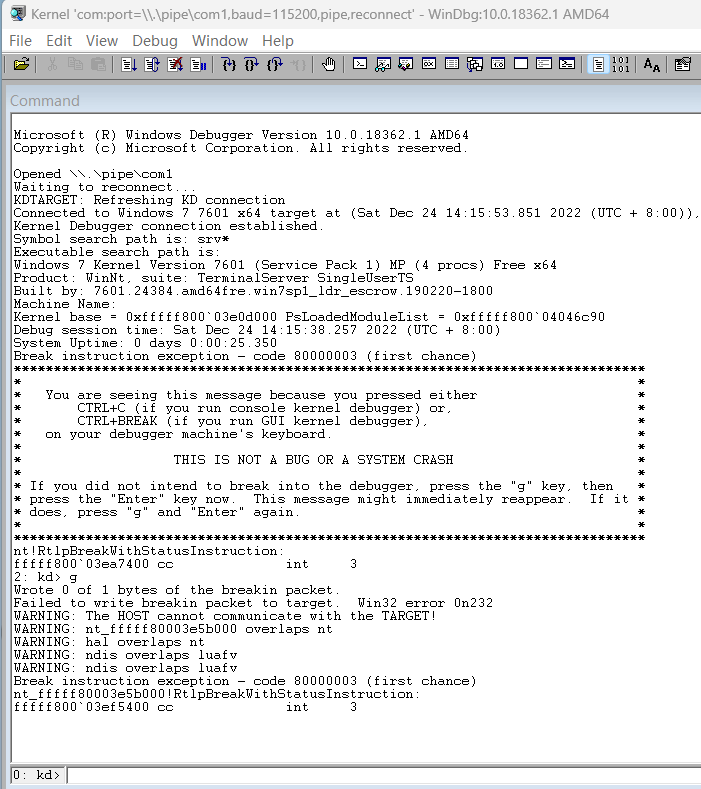 Kernel 'com:port=\\.\pipe\com1,baud=115200,pipe,reconnect' - WinDbg:10.0.18362.1 AMD64
File Edit View Debug Window Help
Command
Microsoft (R) Windows Debugger Version 10.0.18362.1 AMD64
Copyright (c) Microsoft Corporation. All rights reserved.
Opened \\.\pipe\com1
Waiting to reconnect...
KDTARGET: Refreshing KD connection
Connected to Windows 7 7601 x64 target at (Sat Dec 24 14:15:53.851 2022 (UTC + 8:00)),
Kernel Debugger connection established.
Symbol search path is: srv*
Executable search path is:
Windows 7 Kernel Version 7601 (Service Pack 1) MP (4 procs) Free x64
Product: WinNt, suite: TerminalServer SingleUserTS
Built by: 7601.24384.amd64fre.win7sp1_ldr_escrow.190220-1800
Machine Name:
Kernel base = 0xfffff800`03e0d000 PsLoadedModuleList = 0xfffff800`04046c90
Debug session time: Sat Dec 24 14:15:38.257 2022 (UTC + 8:00)
System Uptime: 0 days 0:00:25.350
Break instruction exception - code 80000003 (first chance)
*******************************************************************************
* *
* You are seeing this message because you pressed either *
* CTRL+C (if you run console kernel debugger) or, *
* CTRL+BREAK (if you run GUI kernel debugger), *
* on your debugger machine's keyboard. *
* *
* THIS IS NOT A BUG OR A SYSTEM CRASH *
* *
* If you did not intend to break into the debugger, press the "g" key, then *
* press the "Enter" key now. This message might immediately reappear. If it *
* does, press "g" and "Enter" again. *
* *
*******************************************************************************
nt!RtlpBreakWithStatusInstruction:
fffff800`03ea7400 cc int 3
2: kd> g
Wrote 0 of 1 bytes of the breakin packet.
Failed to write breakin packet to target. Win32 error 0n232
WARNING: The HOST cannot communicate with the TARGET!
WARNING: nt_fffff80003e5b000 overlaps nt
WARNING: hal overlaps nt
WARNING: ndis overlaps luafv
WARNING: ndis overlaps luafv
Break instruction exception - code 80000003 (first chance)
nt_fffff80003e5b000!RtlpBreakWithStatusInstruction:
fffff800`03ef5400 cc int 3
0: kd>